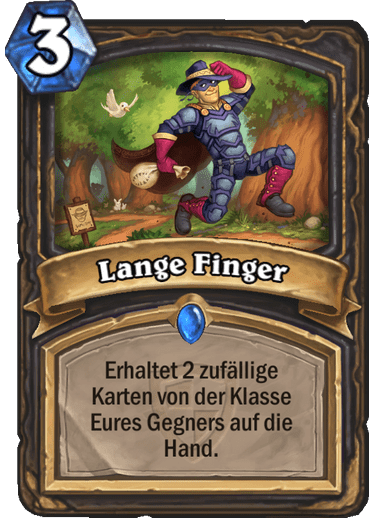 3
Lange Finger
Erhaltet 2 zufällige
Karten von der Klasse
Eures Gegners auf die
Hand.